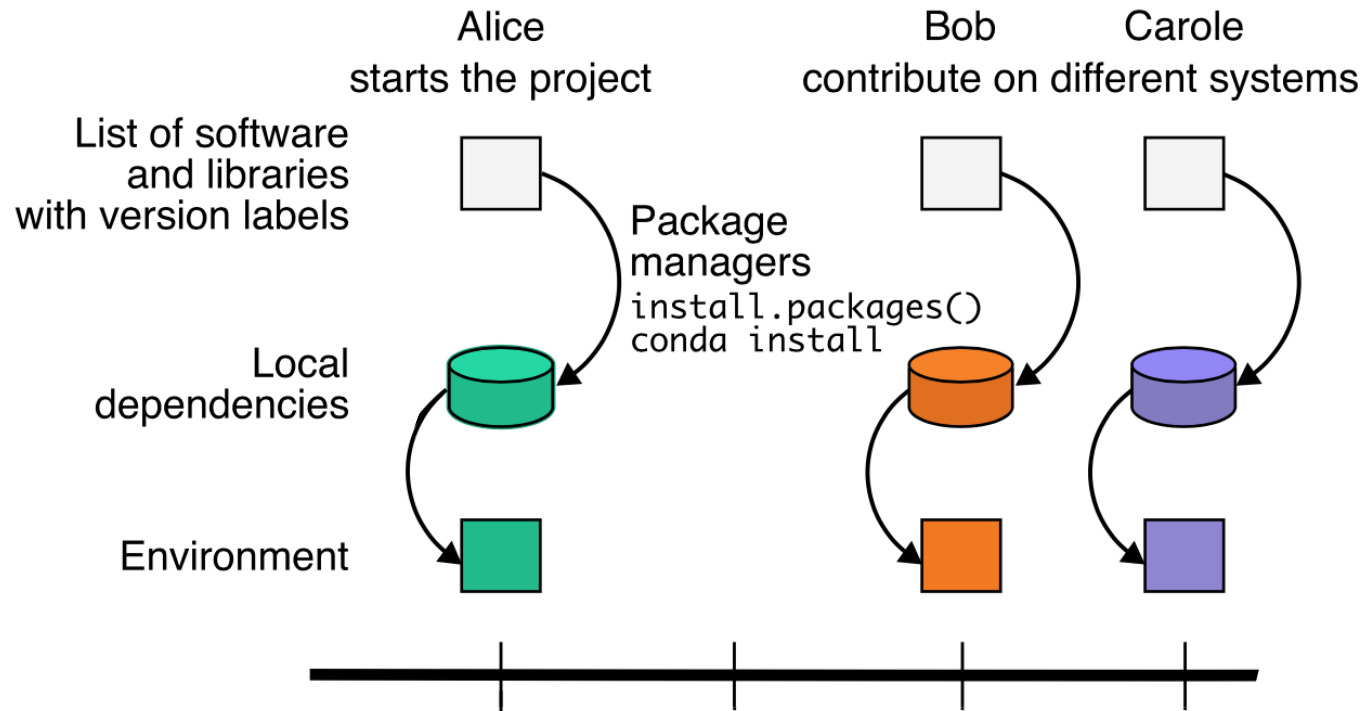 Alice
starts the project
Bob
Carole
contribute on different systems
List of software
and libraries
with version labels
Package
managers
install.packages()
conda install
Local
dependencies
Environment